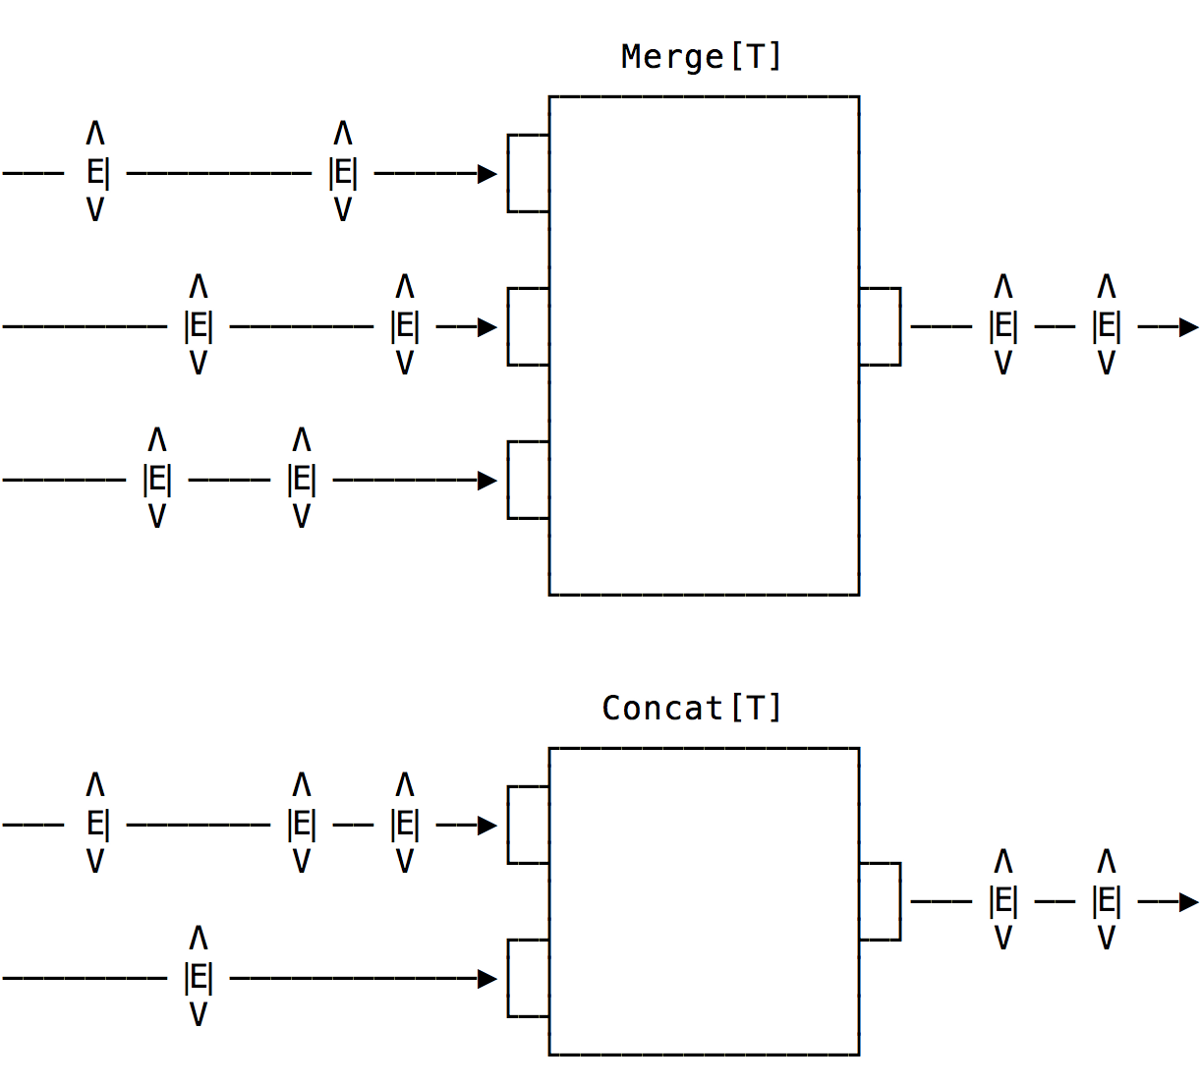 Merge[T]
Λ Λ
E| |E|
V V
Λ Λ Λ Λ
|E| |E| |E| |E|
V V V V
Λ Λ
|E| |E|
V V
Concat[T]
Λ Λ Λ
E| |E| |E|
V V V
Λ Λ
|E| |E|
Λ V V
|E|
V